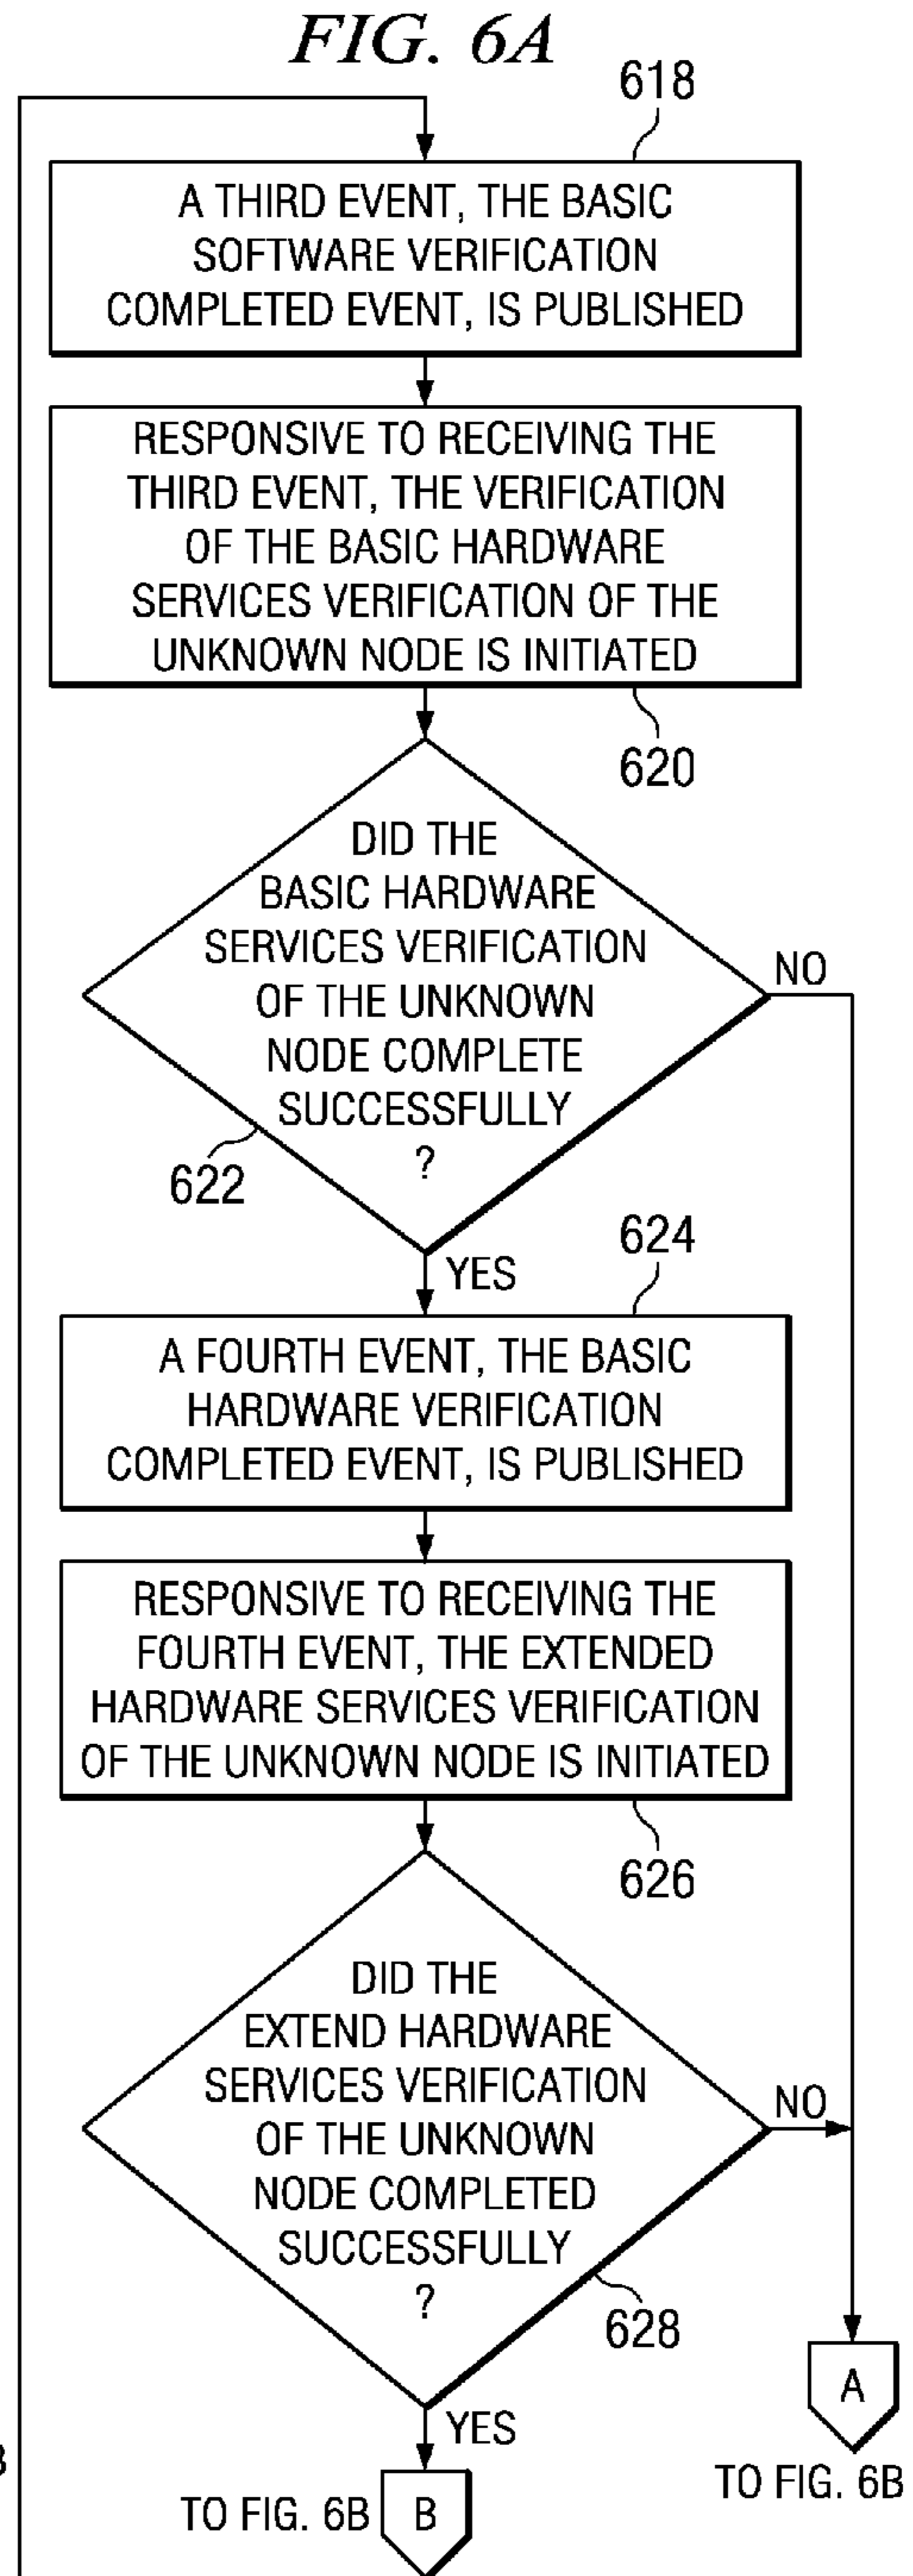 FIG. 6A
618
A THIRD EVENT, THE BASIC
SOFTWARE VERIFICATION
COMPLETED EVENT, IS PUBLISHED
RESPONSIVE TO RECEIVING THE
THIRD EVENT, THE VERIFICATION
OF THE BASIC HARDWARE
SERVICES VERIFICATION OF THE
UNKNOWN NODE IS INITIATED
620
DID THE
BASIC HARDWARE
SERVICES VERIFICATION
OF THE UNKNOWN
NODE COMPLETE
SUCCESSFULLY
?
NO
622
YES
624
A FOURTH EVENT, THE BASIC
HARDWARE VERIFICATION
COMPLETED EVENT, IS PUBLISHED
RESPONSIVE TO RECEIVING THE
FOURTH EVENT, THE EXTENDED
HARDWARE SERVICES VERIFICATION
OF THE UNKNOWN NODE IS INITIATED
626
DID THE
EXTEND HARDWARE
SERVICES VERIFICATION
OF THE UNKNOWN
NODE COMPLETED
SUCCESSFULLY
?
NO
628
YES
A
TO FIG. 6B
TO FIG. 6B
B